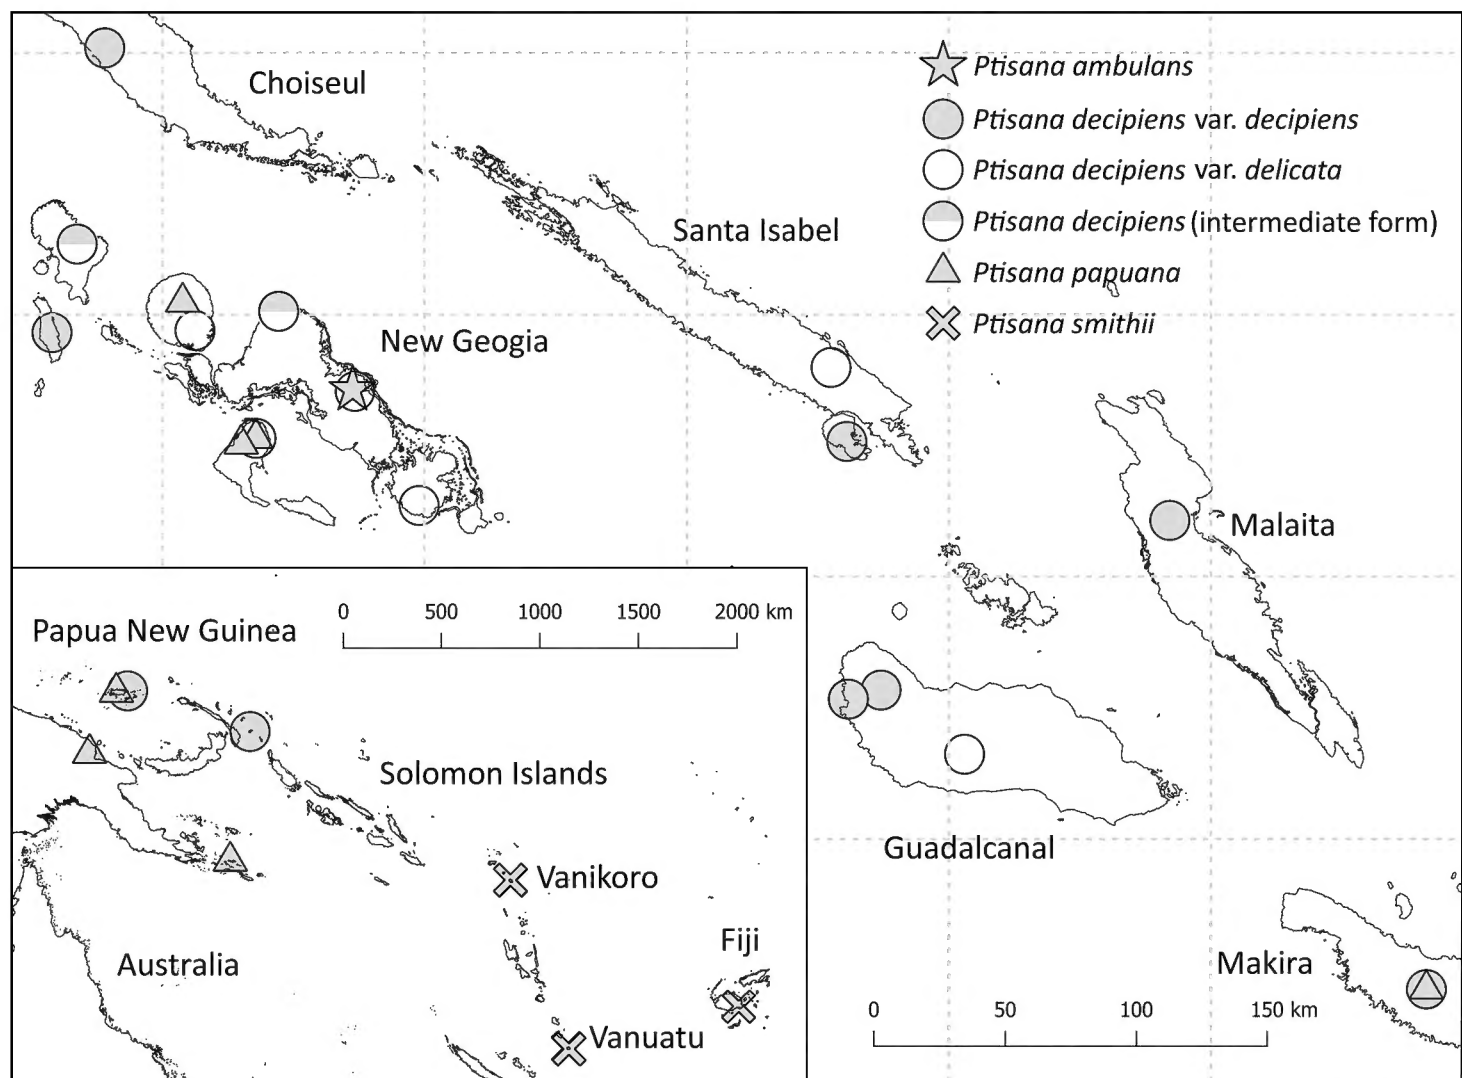 Choiseul
Ptisana ambulans
Ptisana decipiens var. decipiens
Ptisana decipiens var. delicata
Ptisana decipiens (intermediate form)
Ptisana papuana
Ptisana smithii
Santa Isabel
New Geogia
Malaita
Guadalcanal
Makira
0 50 100 150 km
Papua New Guinea
0 500 1000 1500 2000 km
Solomon Islands
Vanikoro
Fiji
Australia
Vanuatu